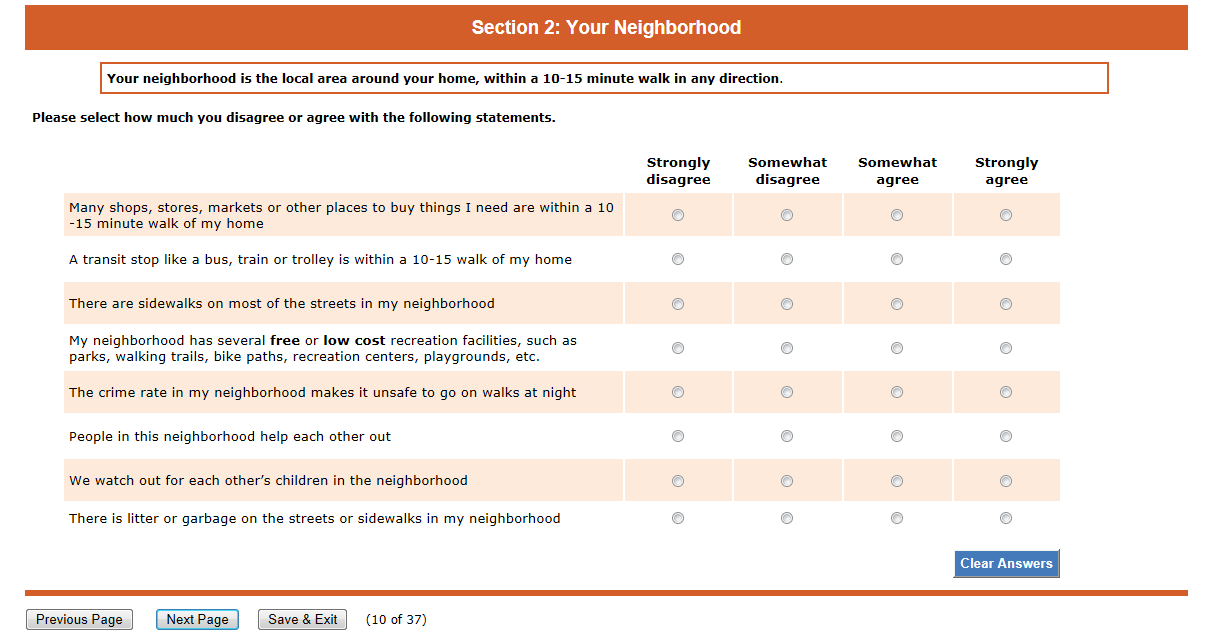 Section 2: Your Neighborhood
Your neighborhood is the local area around your home, within a 10-15 minute walk in any direction.
Please select how much you disagree or agree with the following statements.
Strongly disagree
Somewhat disagree
Somewhat agree
Strongly agree
Many shops, stores, markets or other places to buy things I need are within a 10
-15 minute walk of my home
A transit stop like a bus, train or trolley is within a 10-15 walk of my home
There are sidewalks on most of the streets in my neighborhood
My neighborhood has several free or low cost recreation facilities, such as
parks, walking trails, bike paths, recreation centers, playgrounds, etc.
The crime rate in my neighborhood makes it unsafe to go on walks at night
People in this neighborhood help each other out
We watch out for each other’s children in the neighborhood
There is litter or garbage on the streets or sidewalks in my neighborhood
Clear Answers
Previous Page Next Page Save & Exit (10 of 37)